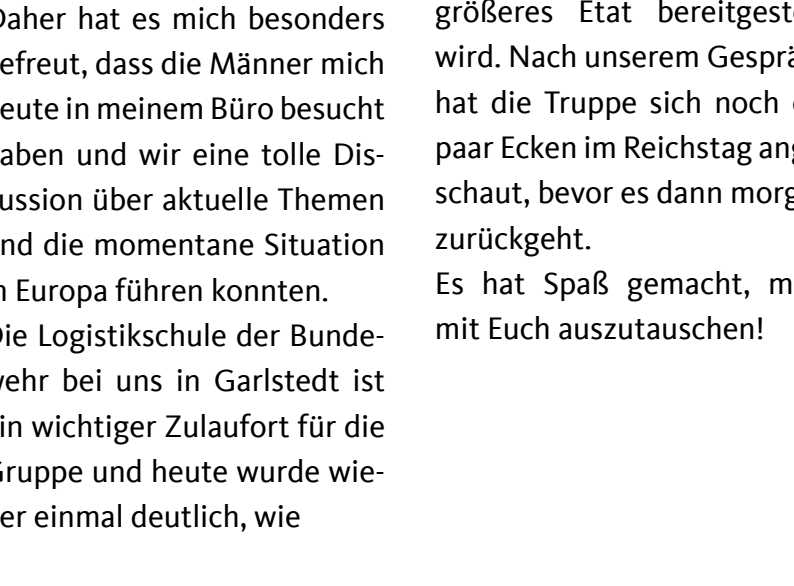 Daher hat es mich besonders
efreut, dass die Männer mich
eute in meinem Büro besucht
aben und wir eine tolle Dis-
ussion über aktuelle Themen
nd die momentane Situation
n Europa führen konnten.
Die Logistikschule der Bunde-
wehr bei uns in Garlstedt ist
in wichtiger Zulaufort für die
Gruppe und heute wurde wie-
er einmal deutlich, wie
größeres Etat bereitgeste
wird. Nach unserem Gesprä
hat die Truppe sich noch
paar Ecken im Reichstag ang
schaut, bevor es dann morg
zurückgeht.
Es hat Spaß gemacht, m
mit Euch auszutauschen!